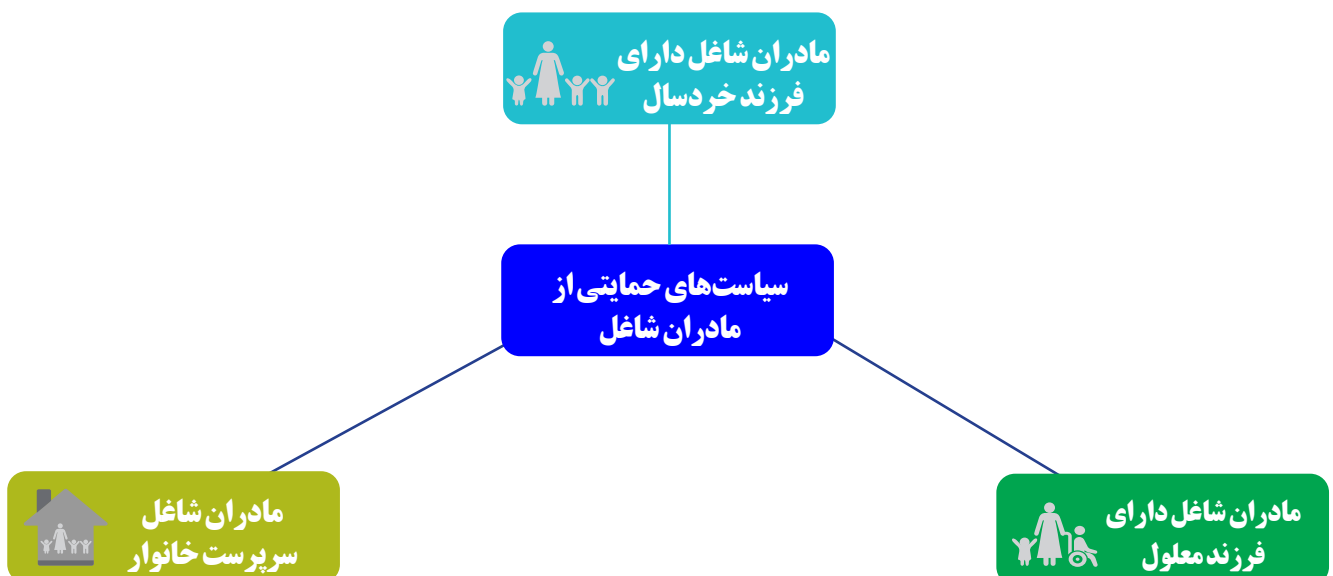 مادران شاغل دارای
فرزند خردسال
سیاست‌های حمایتی از
مادران شاغل
مادران شاغل دارای
فرزند معلول
مادران شاغل
سرپرست خانوار